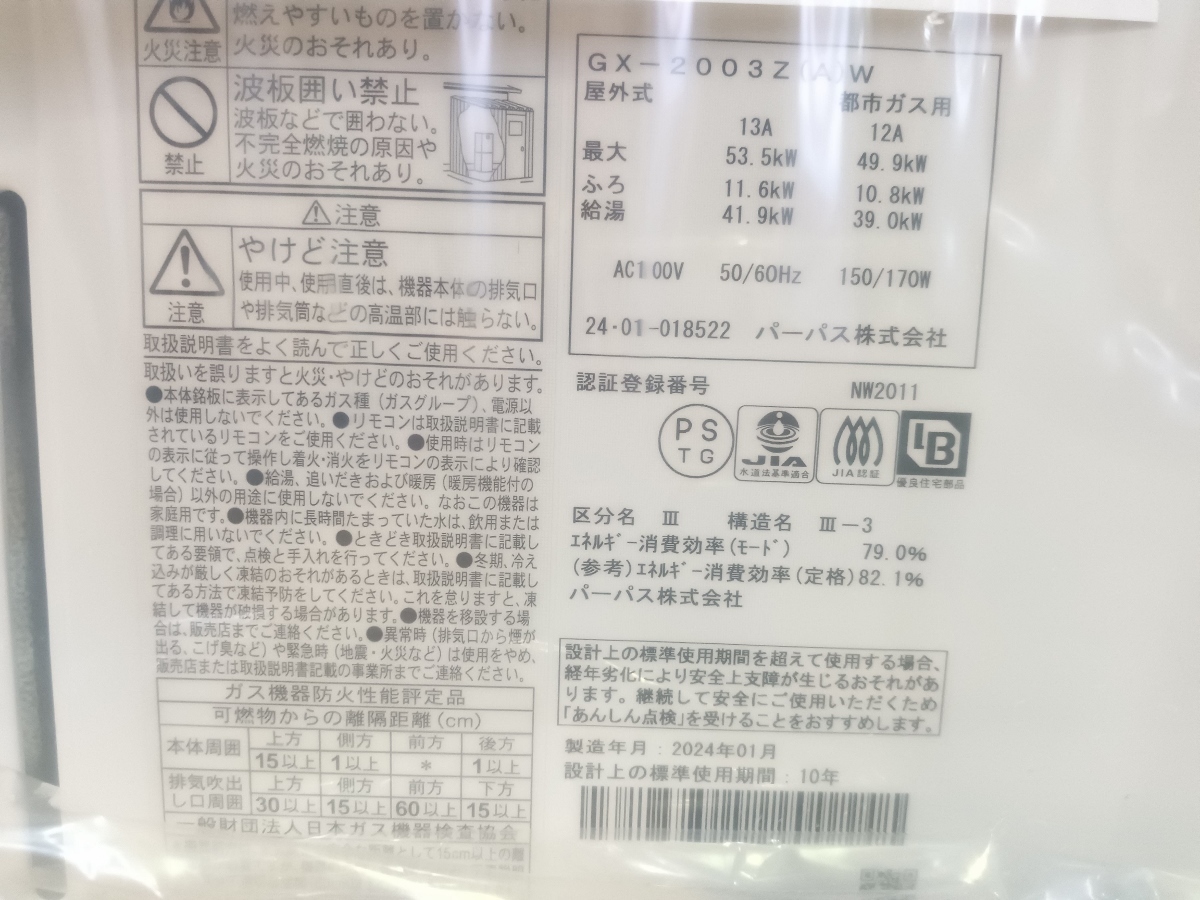 燃えやすいものを置かない。
火災のおそれあり。
火災注意
波板囲い禁止
波板などで囲わない。
不完全燃焼の原因や
火災のおそれあり。
禁止
⚠注意
やけど注意
使用中、使用直後は、機器本体の排気口
や排気筒などの高温部には触らない。
注意
取扱説明書をよく読んで正しくご使用ください。
取扱いを誤りますと火災・やけどのおそれがあります。
●本体銘板に表示してあるガス種（ガスグループ）、電源以
外は使用しないでください。●リモコンは取扱説明書に記載
されているリモコンをご使用ください。●使用時はリモコン
の表示に従って操作し着火・消火をリモコンの表示により確認
してください。●給湯、追いだきおよび暖房（暖房機能付の
場合）以外の用途に使用しないでください。なおこの機器は
家庭用です。●機器内に長時間たまっていた水は、飲用または
調理に用いないでください。●ときどき取扱説明書に記載し
てある要領で、点検と手入れを行ってください。●冬期、冷え
込みが厳しく凍結のおそれがあるときは、取扱説明書に記載し
てある方法で凍結予防をしてください。これを怠りますと、凍
結して機器が破損する場合があります。●機器を移設する場
合は、販売店までご連絡ください。●異常時（排気口から煙が
出る、こげ臭など）や緊急時（地震・火災など）は使用をやめ、
販売店または取扱説明書記載の事業所までご連絡ください。
ガス機器防火性能評定品
可燃物からの離隔距離（cm）
本体周囲 上方 側方 前方 後方
15以上 1以上 * 1以上
排気吹出 上方 側方 前方 下方
し口周囲 30以上 15以上 60以上 15以上
一般財団法人日本ガス機器検査協会
GX-2003Z(A)W
屋外式 都市ガス用
13A 12A
最大 53.5kW 49.9kW
ふろ 11.6kW 10.8kW
給湯 41.9kW 39.0kW
AC100V 50/60Hz 150/170W
24・01-018522 パーパス株式会社
認証登録番号 NW2011
PS
TG
JIA
水道法基準適合
JIA認証
LB
優良住宅部品
区分名 Ⅲ 構造名 Ⅲ-3
ｴﾈﾙｷﾞｰ消費効率(ﾓｰﾄﾞ) 79.0%
(参考)ｴﾈﾙｷﾞｰ消費効率(定格)82.1%
パーパス株式会社
設計上の標準使用期間を超えて使用する場合、
経年劣化により安全上支障が生じるおそれがあ
ります。継続して安全にご使用いただくため
「あんしん点検」を受けることをおすすめします。
製造年月：2024年01月
設計上の標準使用期間：10年